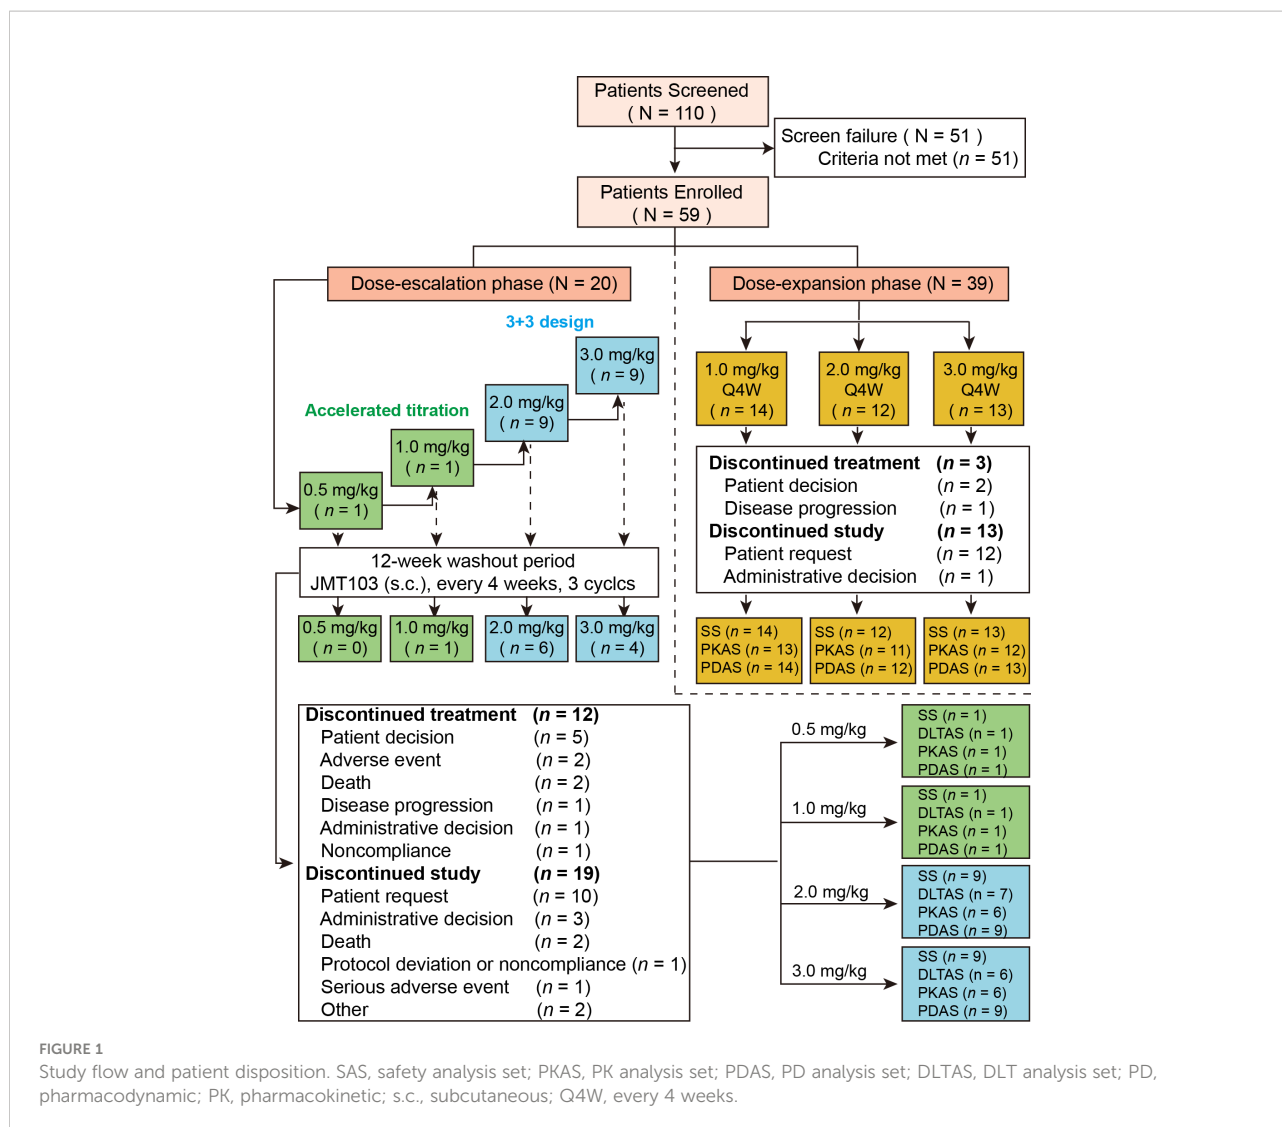 Patients Screened
( N = 110 )
Screen failure ( N = 51 )
Criteria not met (n = 51)
Patients Enrolled
( N = 59 )
Dose-escalation phase (N = 20)
Dose-expansion phase (N = 39)
3+3 design
Accelerated titration
3.0 mg/kg
( n = 9)
2.0 mg/kg
( n = 9)
1.0 mg/kg
( n = 1)
0.5 mg/kg
( n = 1)
12-week washout period
JMT103 (s.c.), every 4 weeks, 3 cyclcs
0.5 mg/kg
( n = 0)
1.0 mg/kg
( n = 1)
2.0 mg/kg
( n = 6)
3.0 mg/kg
( n = 4)
1.0 mg/kg
Q4W
( n = 14)
2.0 mg/kg
Q4W
( n = 12)
3.0 mg/kg
Q4W
( n = 13)
Discontinued treatment (n = 3)
Patient decision (n = 2)
Disease progression (n = 1)
Discontinued study (n = 13)
Patient request (n = 12)
Administrative decision (n = 1)
SS (n = 14)
PKAS (n = 13)
PDAS (n = 14)
SS (n = 12)
PKAS (n = 11)
PDAS (n = 12)
SS (n = 13)
PKAS (n = 12)
PDAS (n = 13)
Discontinued treatment (n = 12)
Patient decision (n = 5)
Adverse event (n = 2)
Death (n = 2)
Disease progression (n = 1)
Administrative decision (n = 1)
Noncompliance (n = 1)
Discontinued study (n = 19)
Patient request (n = 10)
Administrative decision (n = 3)
Death (n = 2)
Protocol deviation or noncompliance (n = 1)
Serious adverse event (n = 1)
Other (n = 2)
0.5 mg/kg
SS (n = 1)
DLTAS (n = 1)
PKAS (n = 1)
PDAS (n = 1)
1.0 mg/kg
SS (n = 1)
DLTAS (n = 1)
PKAS (n = 1)
PDAS (n = 1)
2.0 mg/kg
SS (n = 9)
DLTAS (n = 7)
PKAS (n = 6)
PDAS (n = 9)
3.0 mg/kg
SS (n = 9)
DLTAS (n = 6)
PKAS (n = 6)
PDAS (n = 9)
FIGURE 1
Study flow and patient disposition. SAS, safety analysis set; PKAS, PK analysis set; PDAS, PD analysis set; DLTAS, DLT analysis set; PD,
pharmacodynamic; PK, pharmacokinetic; s.c., subcutaneous; Q4W, every 4 weeks.